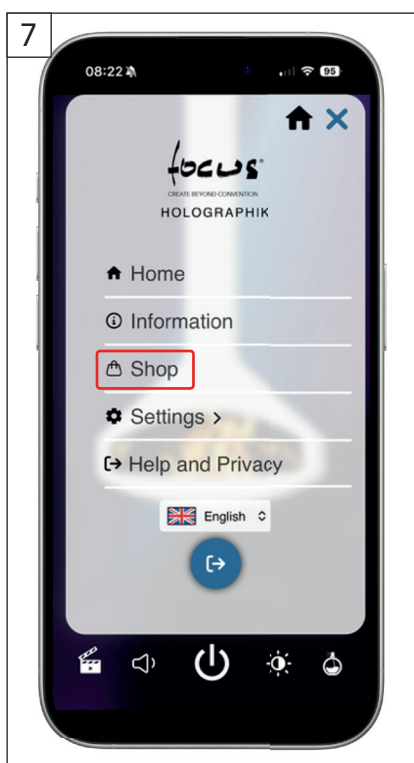 7
08:22
95
focus®
CREATE BEYOND CONVENTION
HOLOGRAPHIK
Home
Information
Shop
Settings >
Help and Privacy
English